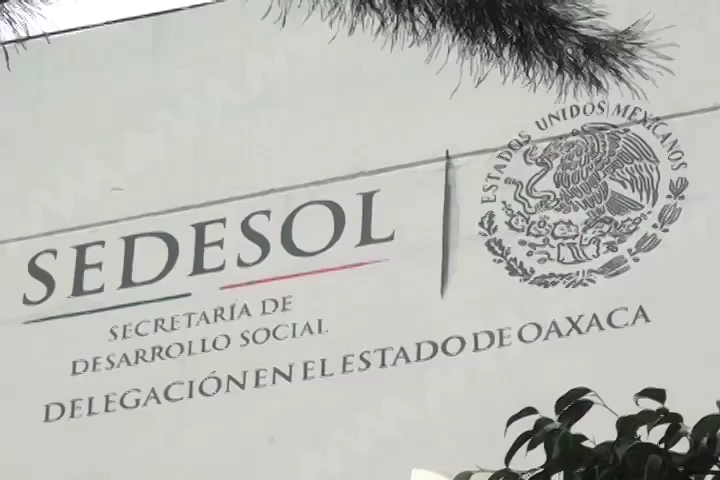 SEDESOL
SECRETARÍA DE
DESARROLLO SOCIAL
DELEGACIÓN EN EL ESTADO DE OAXACA
ESTADOS UNIDOS MEXICANOS